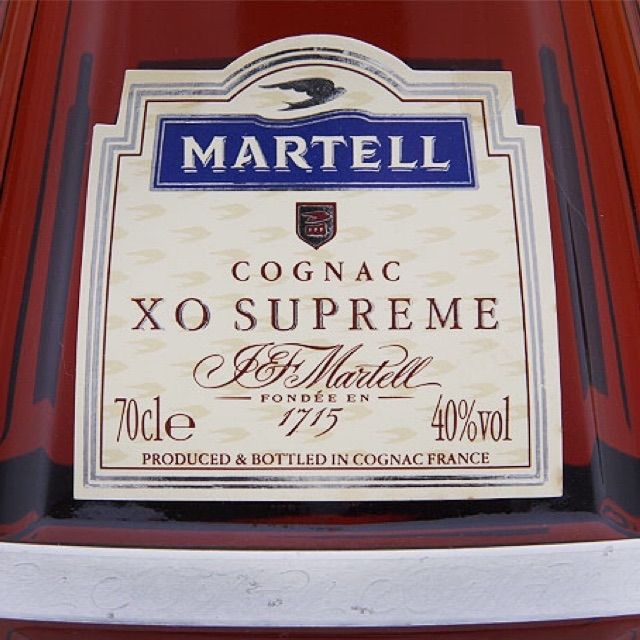 MARTELL
COGNAC
XO SUPREME
J&F Martell
FONDÉE EN
1715
70cle 40%vol
PRODUCED & BOTTLED IN COGNAC FRANCE